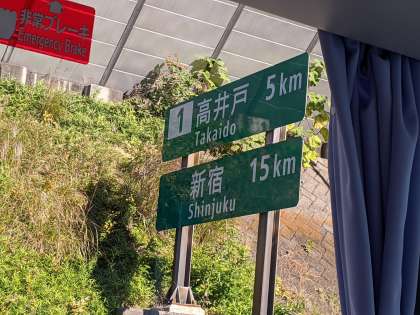 非常ブレーキ
Emergency Brake
1 高井戸 5 km
Takaido
新宿 15 km
Shinjuku